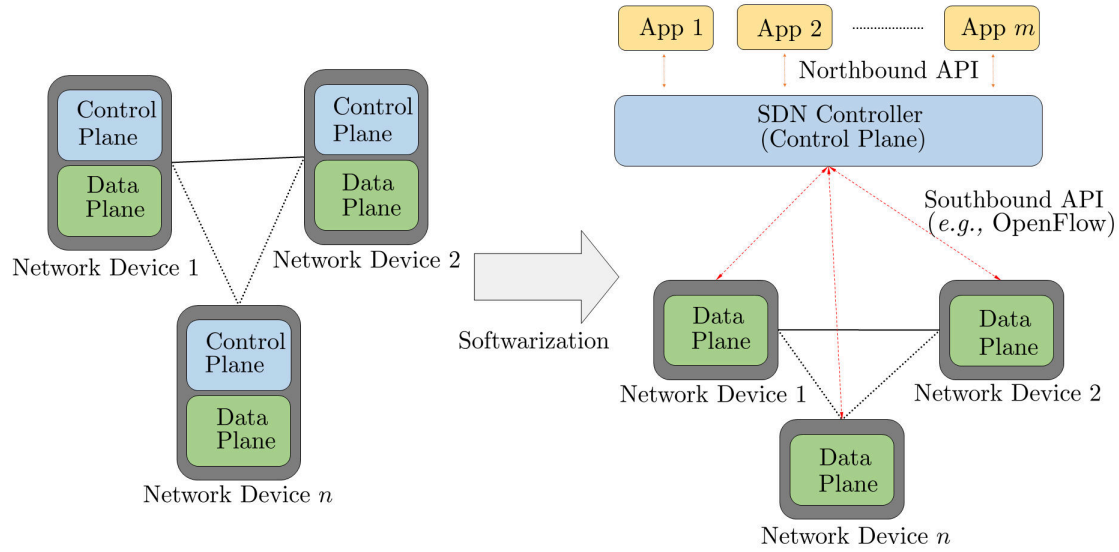 Control
Plane
Data
Plane
Network Device 1
Control
Plane
Data
Plane
Network Device 2
Control
Plane
Data
Plane
Network Device n
Softwarization
App 1
App 2
App m
Northbound API
SDN Controller
(Control Plane)
Southbound API
(e.g., OpenFlow)
Data
Plane
Network Device 1
Data
Plane
Network Device 2
Data
Plane
Network Device n